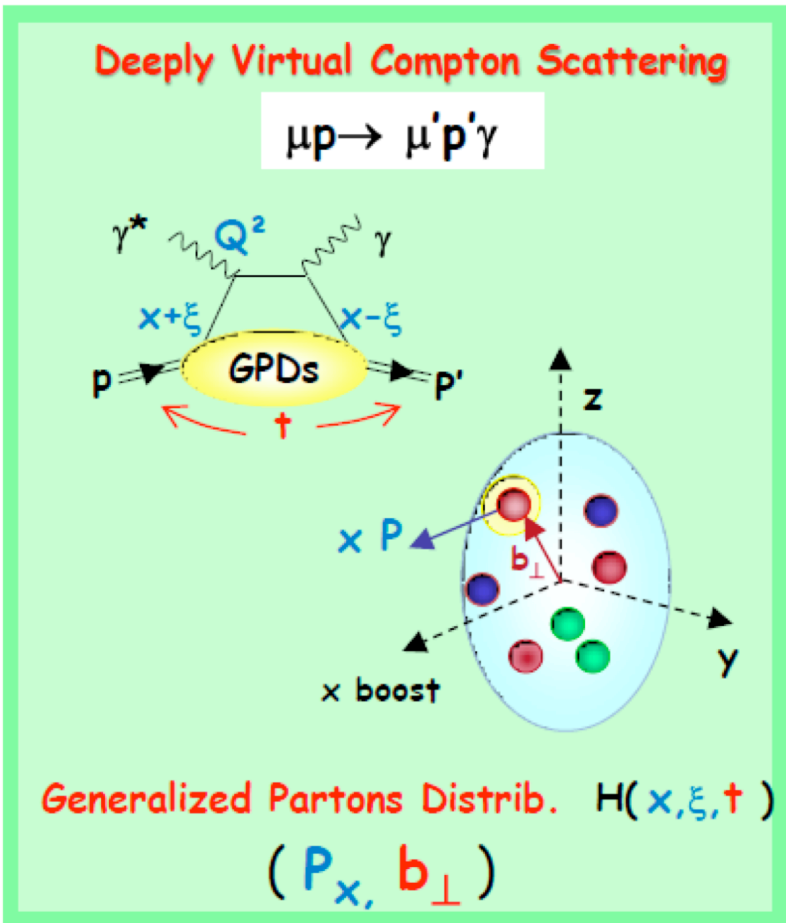 Deeply Virtual Compton Scattering
μp→ μ'p'γ
γ* Q² γ
x+ξ x-ξ
p GPDs P'
t
z
x P
b⊥
y
x boost
Generalized Partons Distrib. H( x,ξ,t )
( Pₓ, b⊥ )